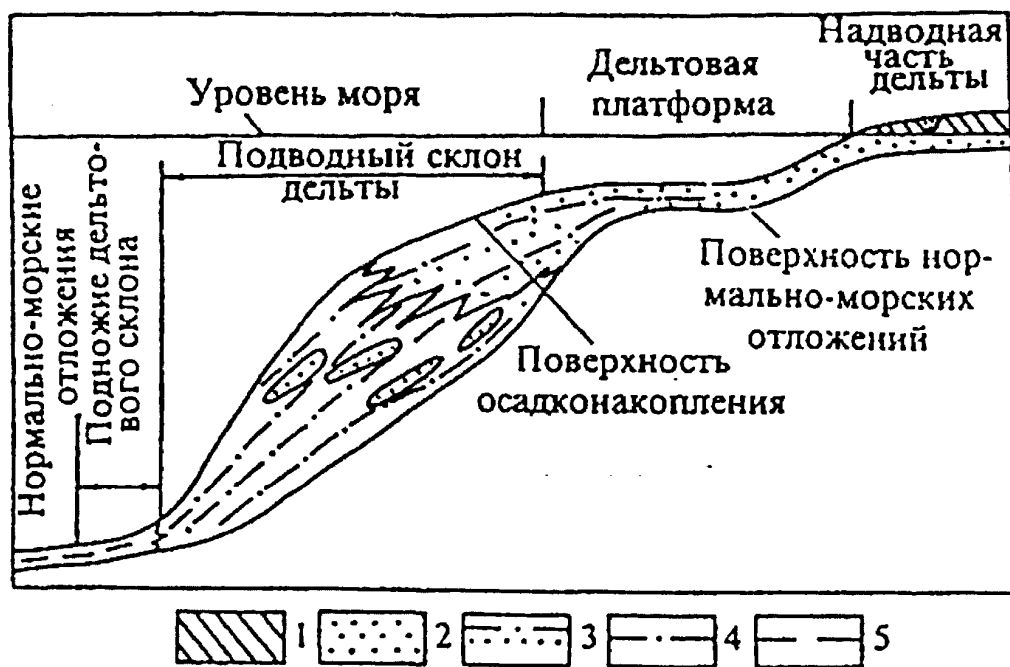 Надводная
часть
дельты
Дельтовая
платформа
Уровень моря
Подводный склон
дельты
Нормально-морские
отложения
Подножие дельто-
вого склона
Поверхность нор-
мально-морских
отложений
Поверхность
осадконакопления
1 2 3 4 5